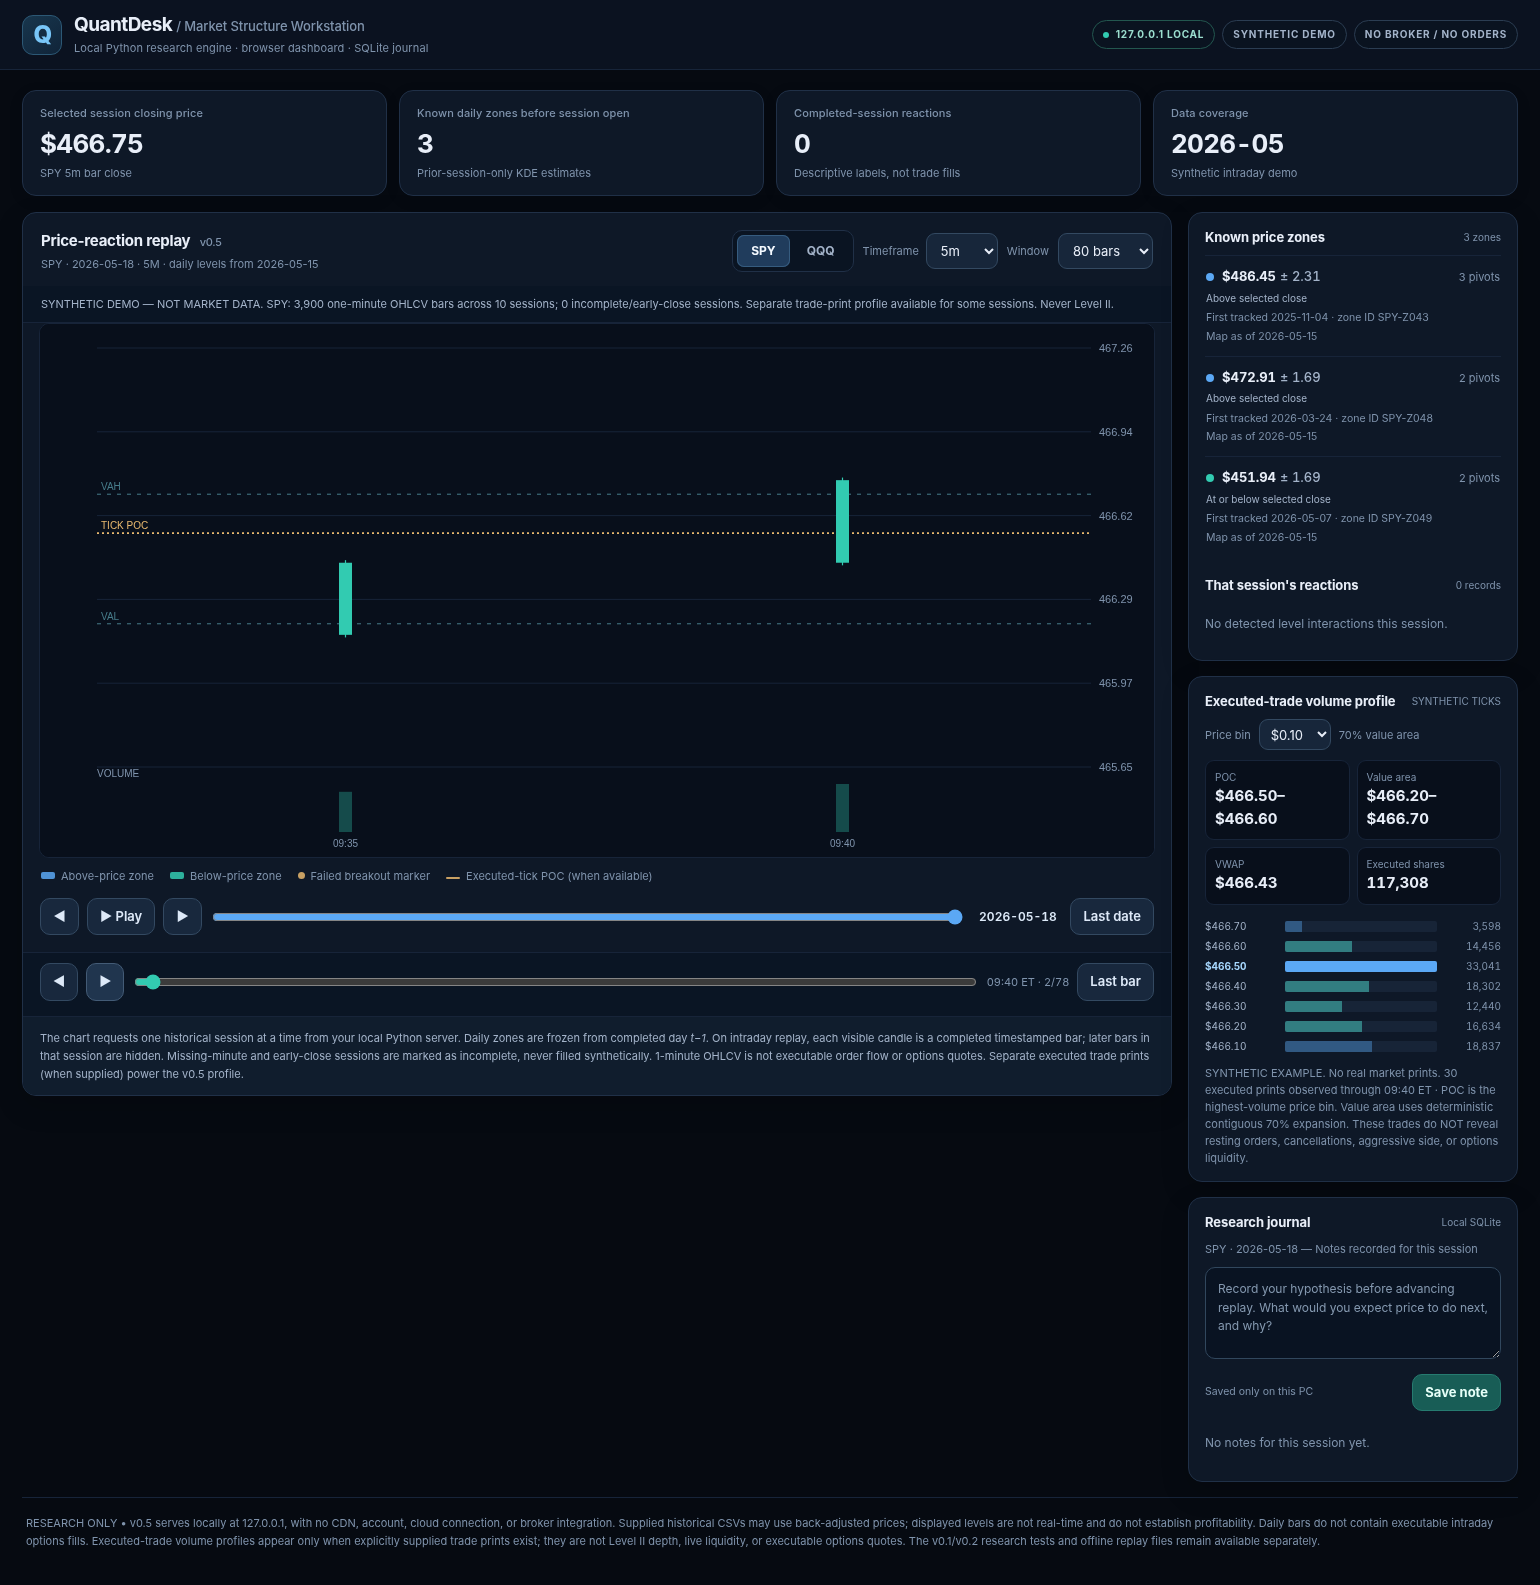 Q
QuantDesk / Market Structure Workstation
Local Python research engine · browser dashboard · SQLite journal
127.0.0.1 LOCAL
SYNTHETIC DEMO
NO BROKER / NO ORDERS
Selected session closing price
$466.75
SPY 5m bar close
Known daily zones before session open
3
Prior-session-only KDE estimates
Completed-session reactions
0
Descriptive labels, not trade fills
Data coverage
2026-05
Synthetic intraday demo
Price-reaction replay v0.5
SPY · 2026-05-18 · 5M · daily levels from 2026-05-15
SPY
QQQ
Timeframe
5m
Window
80 bars
SYNTHETIC DEMO — NOT MARKET DATA. SPY: 3,900 one-minute OHLCV bars across 10 sessions; 0 incomplete/early-close sessions. Separate trade-print profile available for some sessions. Never Level II.
467.26
466.94
VAH
466.62
TICK POC
466.29
VAL
465.97
465.65
VOLUME
09:35
09:40
Above-price zone
Below-price zone
Failed breakout marker
Executed-tick POC (when available)
◀
▶ Play
▶
2026-05-18
Last date
◀
▶
09:40 ET · 2/78
Last bar
The chart requests one historical session at a time from your local Python server. Daily zones are frozen from completed day t−1. On intraday replay, each visible candle is a completed timestamped bar; later bars in
that session are hidden. Missing-minute and early-close sessions are marked as incomplete, never filled synthetically. 1-minute OHLCV is not executable order flow or options quotes. Separate executed trade prints
(when supplied) power the v0.5 profile.
Known price zones
3 zones
$486.45 ± 2.31
3 pivots
Above selected close
First tracked 2025-11-04 · zone ID SPY-Z043
Map as of 2026-05-15
$472.91 ± 1.69
2 pivots
Above selected close
First tracked 2026-03-24 · zone ID SPY-Z048
Map as of 2026-05-15
$451.94 ± 1.69
2 pivots
At or below selected close
First tracked 2026-05-07 · zone ID SPY-Z049
Map as of 2026-05-15
That session's reactions
0 records
No detected level interactions this session.
Executed-trade volume profile
SYNTHETIC TICKS
Price bin
$0.10
70% value area
POC
$466.50–
$466.60
Value area
$466.20–
$466.70
VWAP
$466.43
Executed shares
117,308
$466.70 3,598
$466.60 14,456
$466.50 33,041
$466.40 18,302
$466.30 12,440
$466.20 16,634
$466.10 18,837
SYNTHETIC EXAMPLE. No real market prints. 30
executed prints observed through 09:40 ET · POC is the
highest-volume price bin. Value area uses deterministic
contiguous 70% expansion. These trades do NOT reveal
resting orders, cancellations, aggressive side, or options
liquidity.
Research journal
Local SQLite
SPY · 2026-05-18 — Notes recorded for this session
Record your hypothesis before advancing
replay. What would you expect price to do next,
and why?
Saved only on this PC
Save note
No notes for this session yet.
RESEARCH ONLY • v0.5 serves locally at 127.0.0.1, with no CDN, account, cloud connection, or broker integration. Supplied historical CSVs may use back-adjusted prices; displayed levels are not real-time and do not establish profitability. Daily bars do not contain executable intraday
options fills. Executed-trade volume profiles appear only when explicitly supplied trade prints exist; they are not Level II depth, live liquidity, or executable options quotes. The v0.1/v0.2 research tests and offline replay files remain available separately.